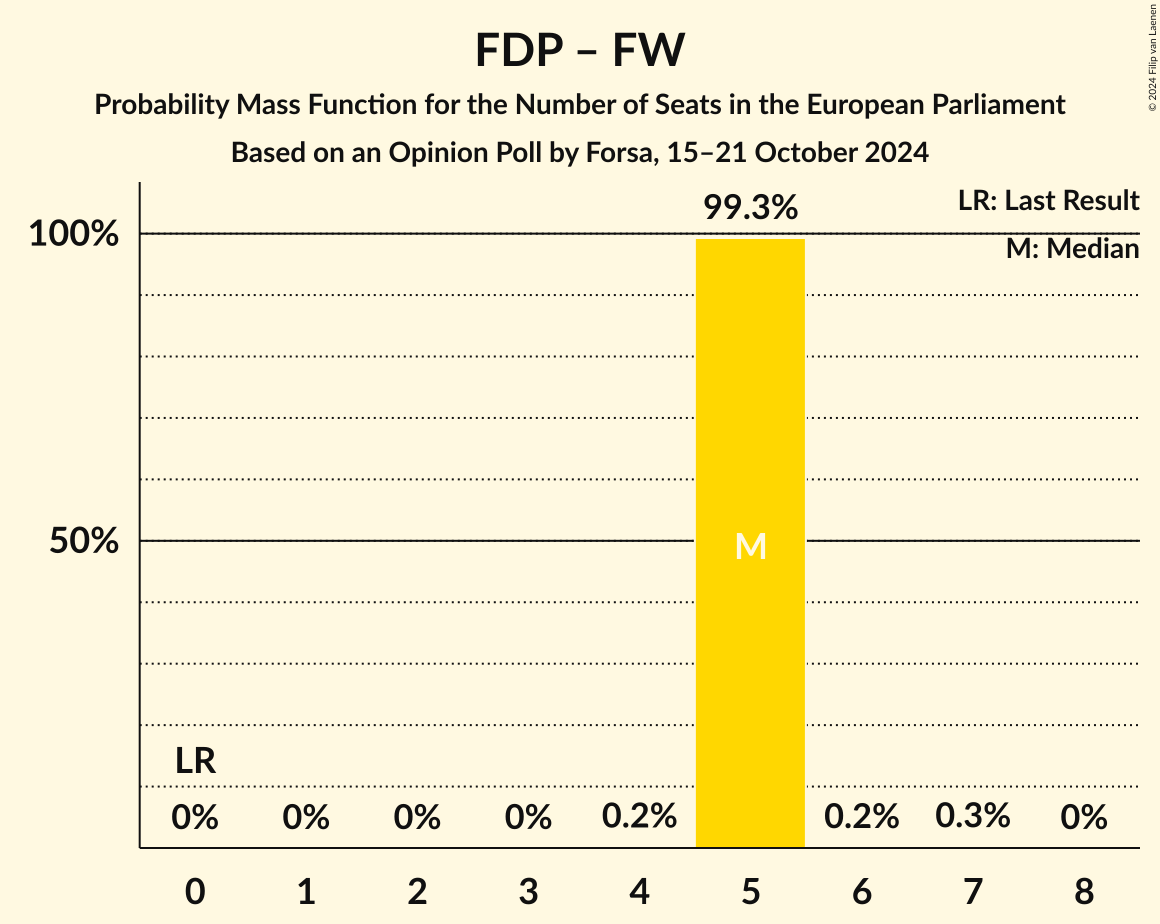 FDP – FW
Probability Mass Function for the Number of Seats in the European Parliament
Based on an Opinion Poll by Forsa, 15–21 October 2024
© 2024 Filip van Laenen
LR: Last Result
M: Median
99.3%
100%
50%
M
LR
0% 0% 0% 0% 0.2% 0.2% 0.3% 0%
0 1 2 3 4 5 6 7 8